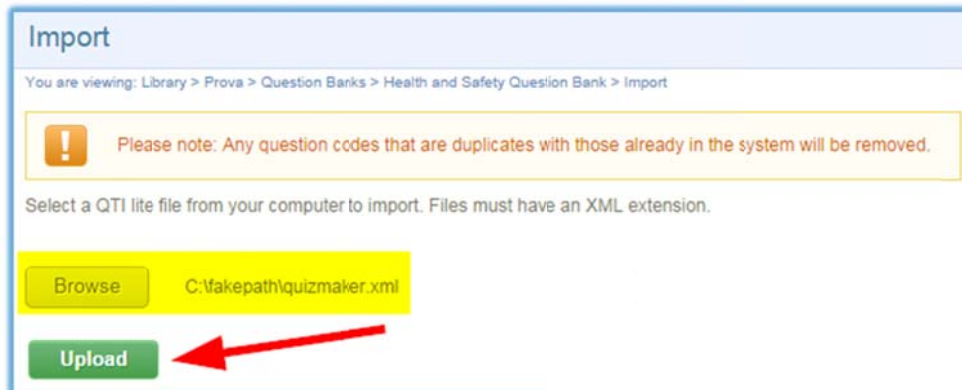 Import
You are viewing: Library > Prova > Question Banks > Health and Safety Question Bank > Import
Please note: Any question codes that are duplicates with those already in the system will be removed.
Select a QTI lite file from your computer to import. Files must have an XML extension.
Browse C:\fakepath\quizmaker.xml
Upload